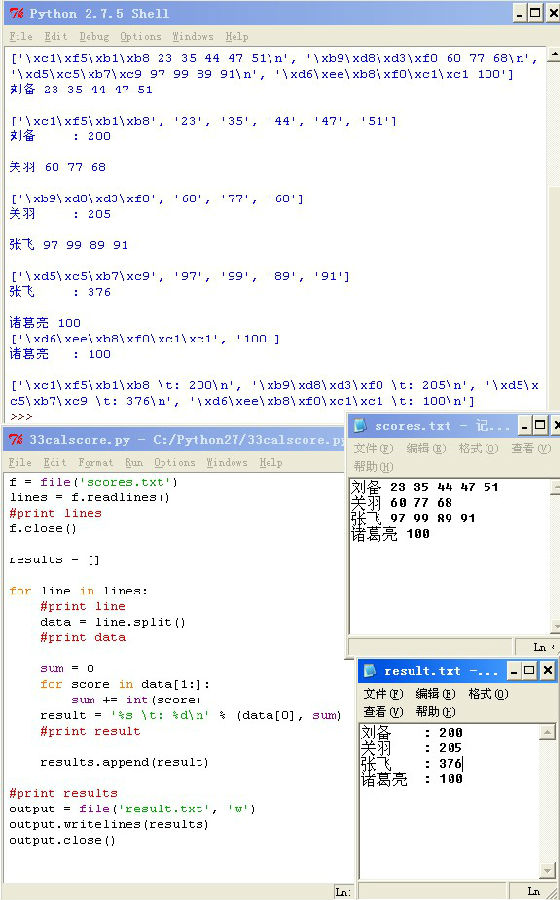 Python 2.7.5 Shell
File Edit Debug Options Windows Help
['\xc1\xf5\xb1\xb8 23 35 44 47 51\n', '\xb9\xd8\xd3\xf0 60 77 68\n',
'\xd5\xc5\xb7\xc9 97 99 89 91\n', '\xd6\xee\xb8\xf0\xc1\xc1 100']
刘备 23 35 44 47 51
['\xc1\xf5\xb1\xb8', '23', '35', '44', '47', '51']
刘备 : 200
关羽 60 77 68
['\xb9\xd8\xd3\xf0', '60', '77', '68']
关羽 : 205
张飞 97 99 89 91
['\xd5\xc5\xb7\xc9', '97', '99', '89', '91']
张飞 : 376
诸葛亮 100
['\xd6\xee\xb8\xf0\xc1\xc1', '100']
诸葛亮 : 100
['\xc1\xf5\xb1\xb8 \t: 200\n', '\xb9\xd8\xd3\xf0 \t: 205\n', '\xd5\x
c5\xb7\xc9 \t: 376\n', '\xd6\xee\xb8\xf0\xc1\xc1 \t: 100\n']
>>>
33calscore.py - C:/Python27/33calscore.py
File Edit Format Run Options Windows Help
f = file('scores.txt')
lines = f.readlines()
#print lines
f.close()
results = []
for line in lines:
#print line
data = line.split()
#print data
sum = 0
for score in data[1:]:
sum += int(score)
result = '%s \t: %d\n' % (data[0], sum)
#print result
results.append(result)
#print results
output = file('result.txt', 'w')
output.writelines(results)
output.close()
Ln:
scores.txt - 记...
文件(F) 编辑(E) 格式(O) 查看(V)
帮助(H)
刘备 23 35 44 47 51
关羽 60 77 68
张飞 97 99 89 91
诸葛亮 100
Ln
result.txt -...
文件(F) 编辑(E) 格式(O)
查看(V) 帮助(H)
刘备 : 200
关羽 : 205
张飞 : 376
诸葛亮 : 100
Ln